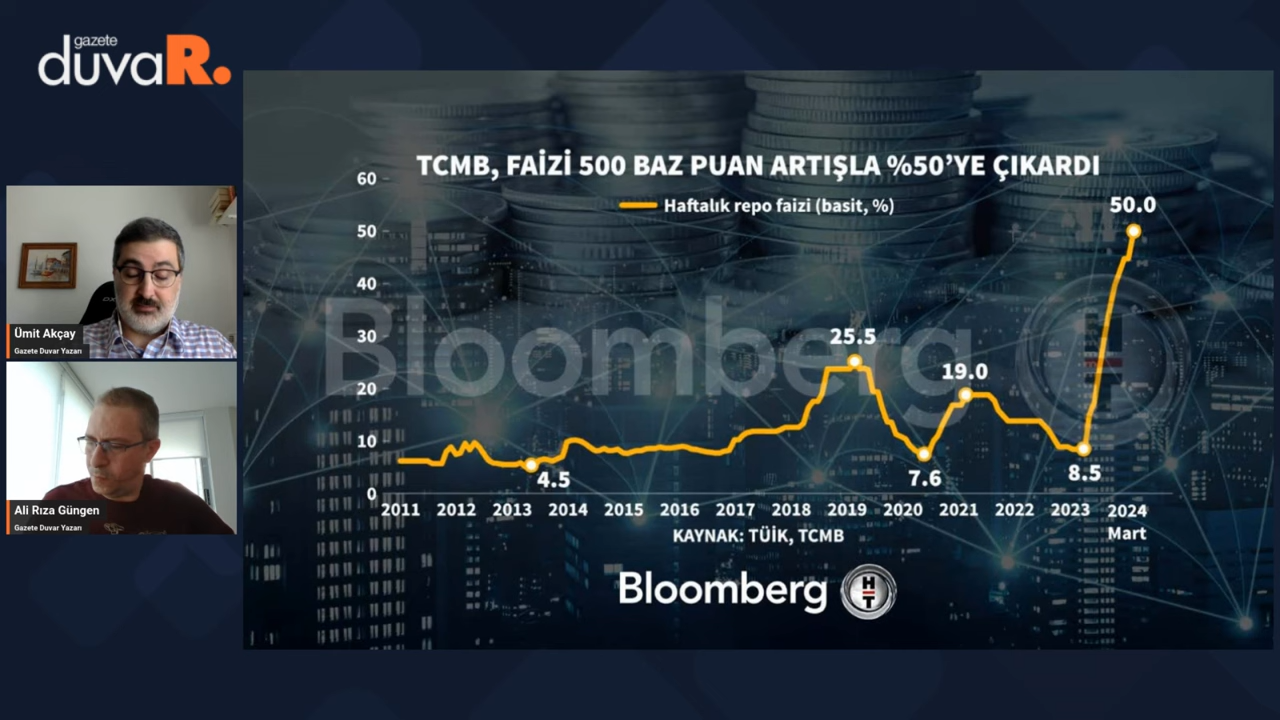 gazete
duvaR.
Ümit Akçay
Gazete Duvar Yazarı
Ali Rıza Güngen
Gazete Duvar Yazarı
TCMB, FAİZİ 500 BAZ PUAN ARTIŞLA %50'YE ÇIKARDI
Haftalık repo faizi (basit, %)
60
50
40
30
20
10
0
4.5
25.5
7.6
19.0
8.5
50.0
2011 2012 2013 2014 2015 2016 2017 2018 2019 2020 2021 2022 2023 2024
Mart
KAYNAK: TÜİK, TCMB
Bloomberg
Bloomberg HT